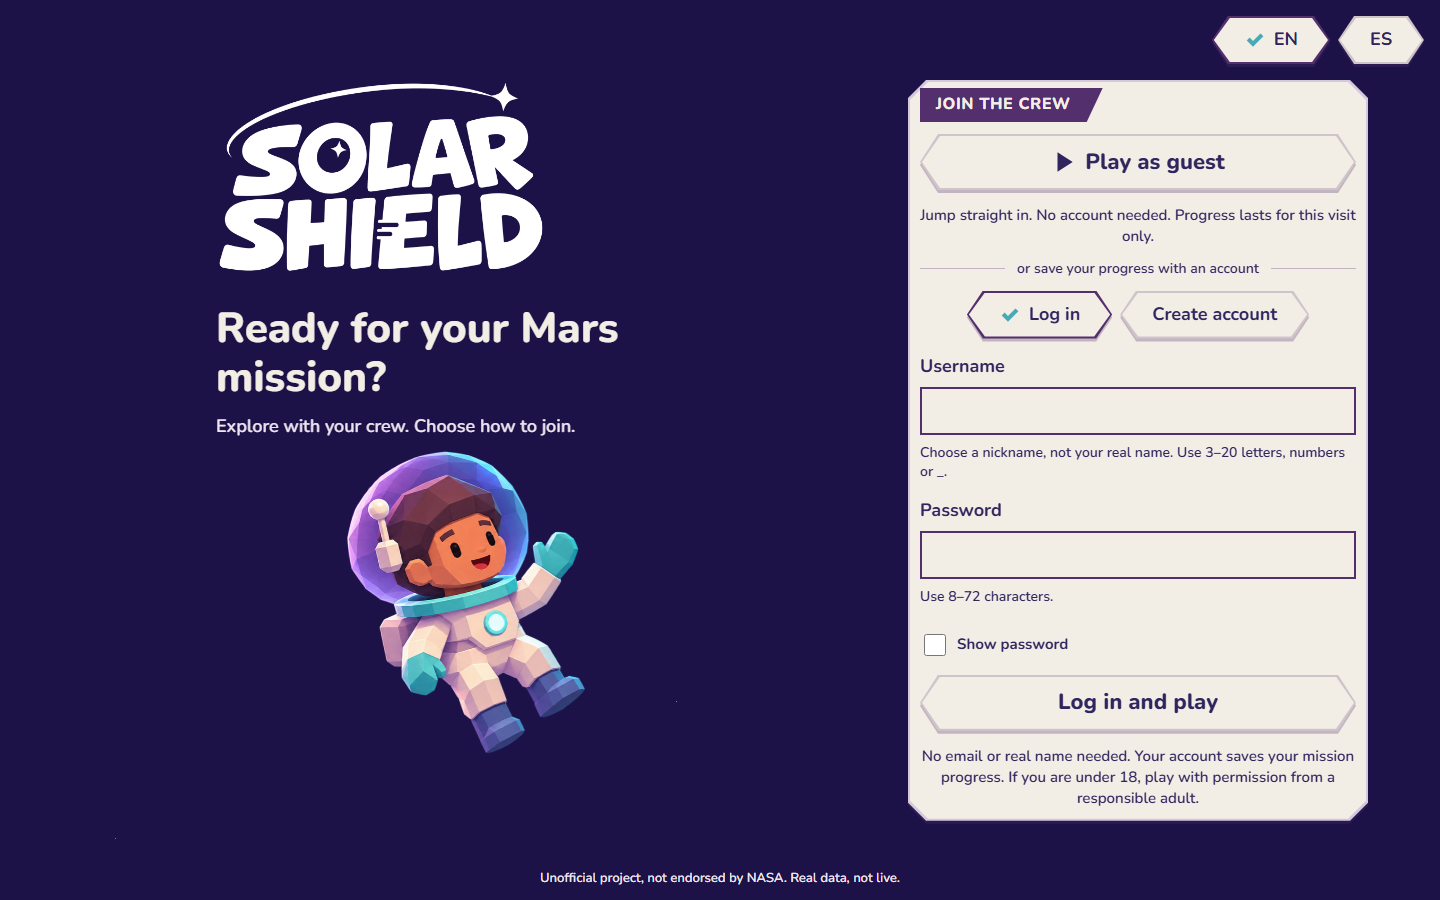 EN
ES
SOLAR
SHIELD
Ready for your Mars
mission?
Explore with your crew. Choose how to join.
JOIN THE CREW
Play as guest
Jump straight in. No account needed. Progress lasts for this visit
only.
or save your progress with an account
Log in
Create account
Username
Choose a nickname, not your real name. Use 3–20 letters, numbers
or _.
Password
Use 8–72 characters.
Show password
Log in and play
No email or real name needed. Your account saves your mission
progress. If you are under 18, play with permission from a
responsible adult.
Unofficial project, not endorsed by NASA. Real data, not live.